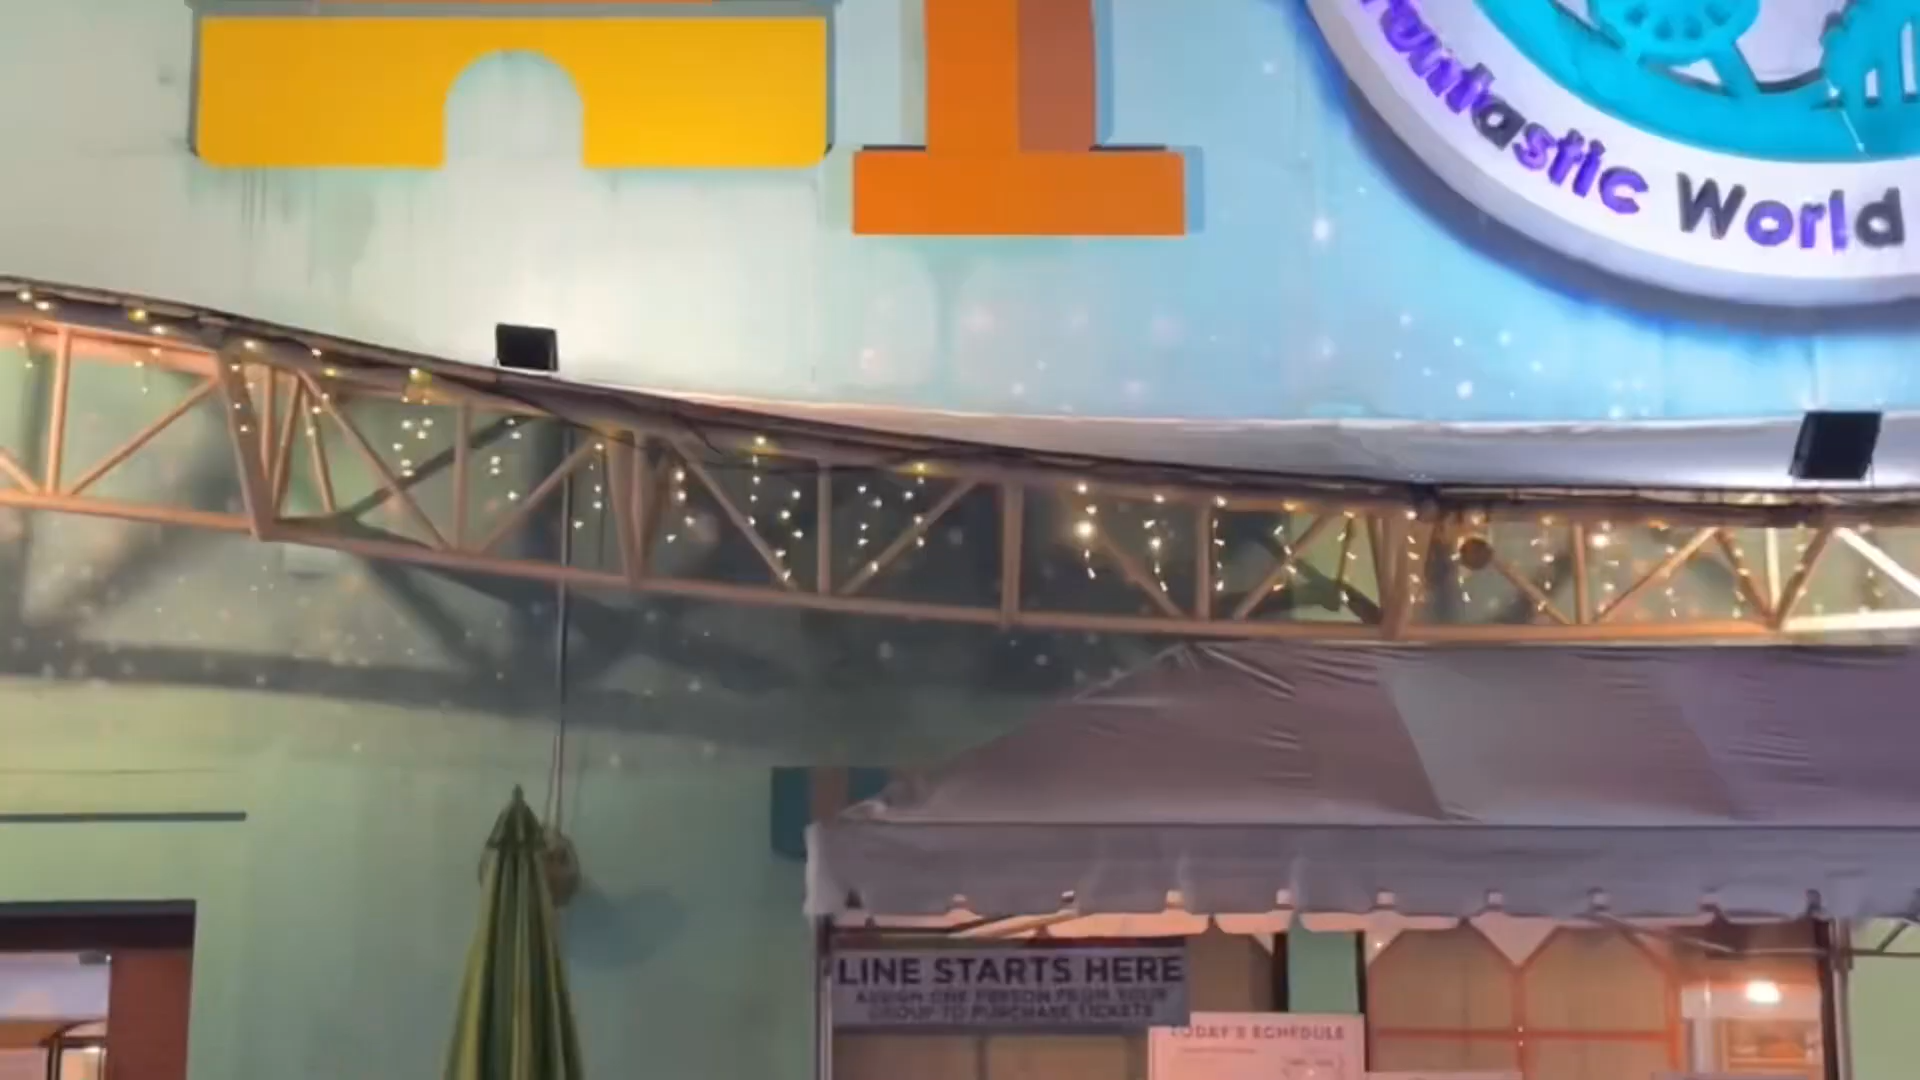 Funtastic World
LINE STARTS HERE
ASSIGN ONE PERSON FROM YOUR
GROUP TO PURCHASE TICKETS
TODAY'S SCHEDULE